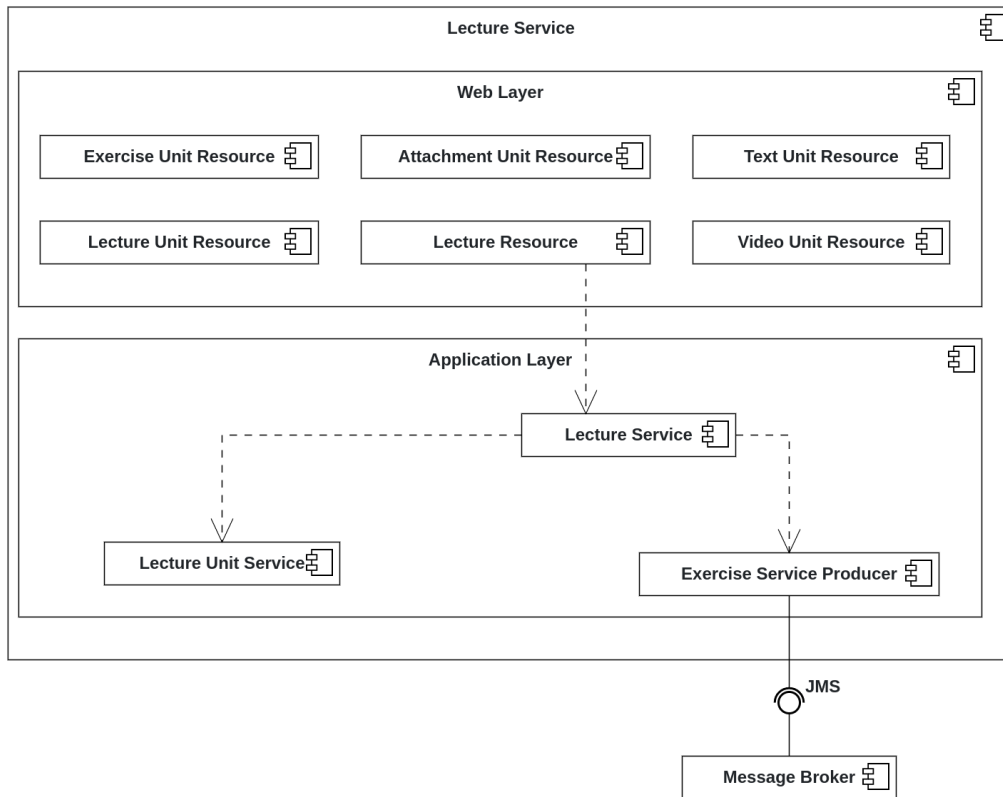 Lecture Service
Web Layer
Exercise Unit Resource
Attachment Unit Resource
Text Unit Resource
Lecture Unit Resource
Lecture Resource
Video Unit Resource
Application Layer
Lecture Service
Lecture Unit Service
Exercise Service Producer
JMS
Message Broker